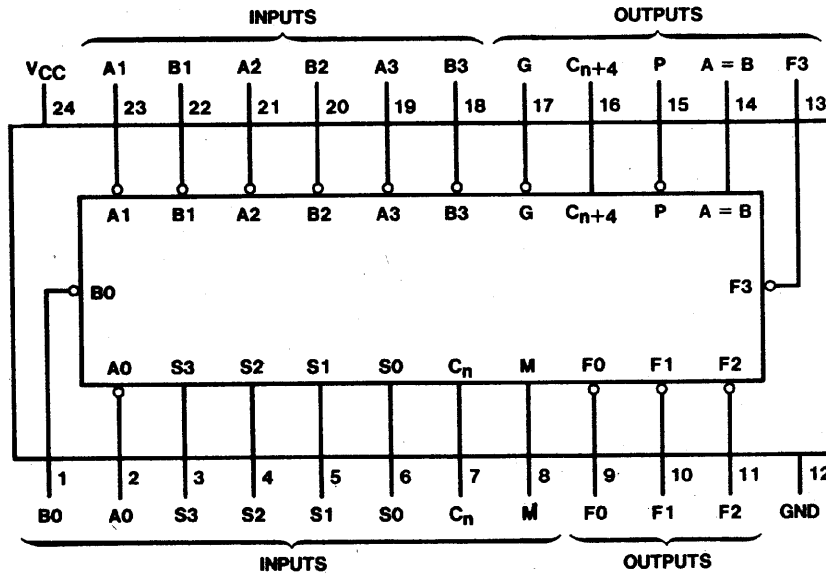 INPUTS OUTPUTS
VCC A1 B1 A2 B2 A3 B3 G Cn+4 P A = B F3
24 23 22 21 20 19 18 17 16 15 14 13
A1 B1 A2 B2 A3 B3 G Cn+4 P A = B
B0 F3
A0 S3 S2 S1 S0 Cn M F0 F1 F2
1 2 3 4 5 6 7 8 9 10 11 12
B0 A0 S3 S2 S1 S0 Cn M F0 F1 F2 GND
INPUTS OUTPUTS